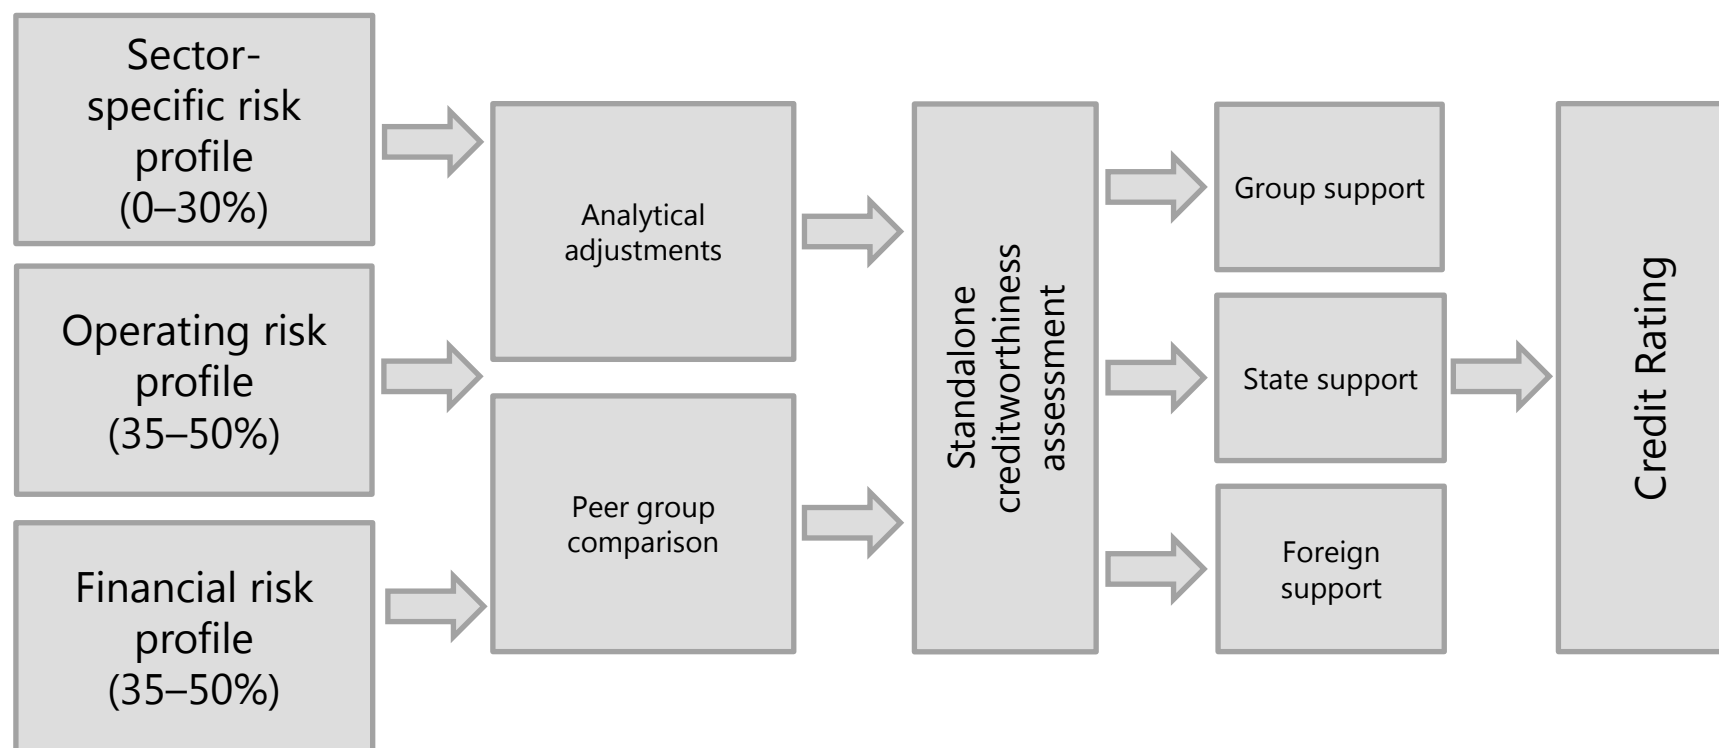 Sector-
specific risk
profile
(0–30%)
Operating risk
profile
(35–50%)
Financial risk
profile
(35–50%)
Analytical
adjustments
Peer group
comparison
Standalone
creditworthiness
assessment
Group support
State support
Foreign
support
Credit Rating